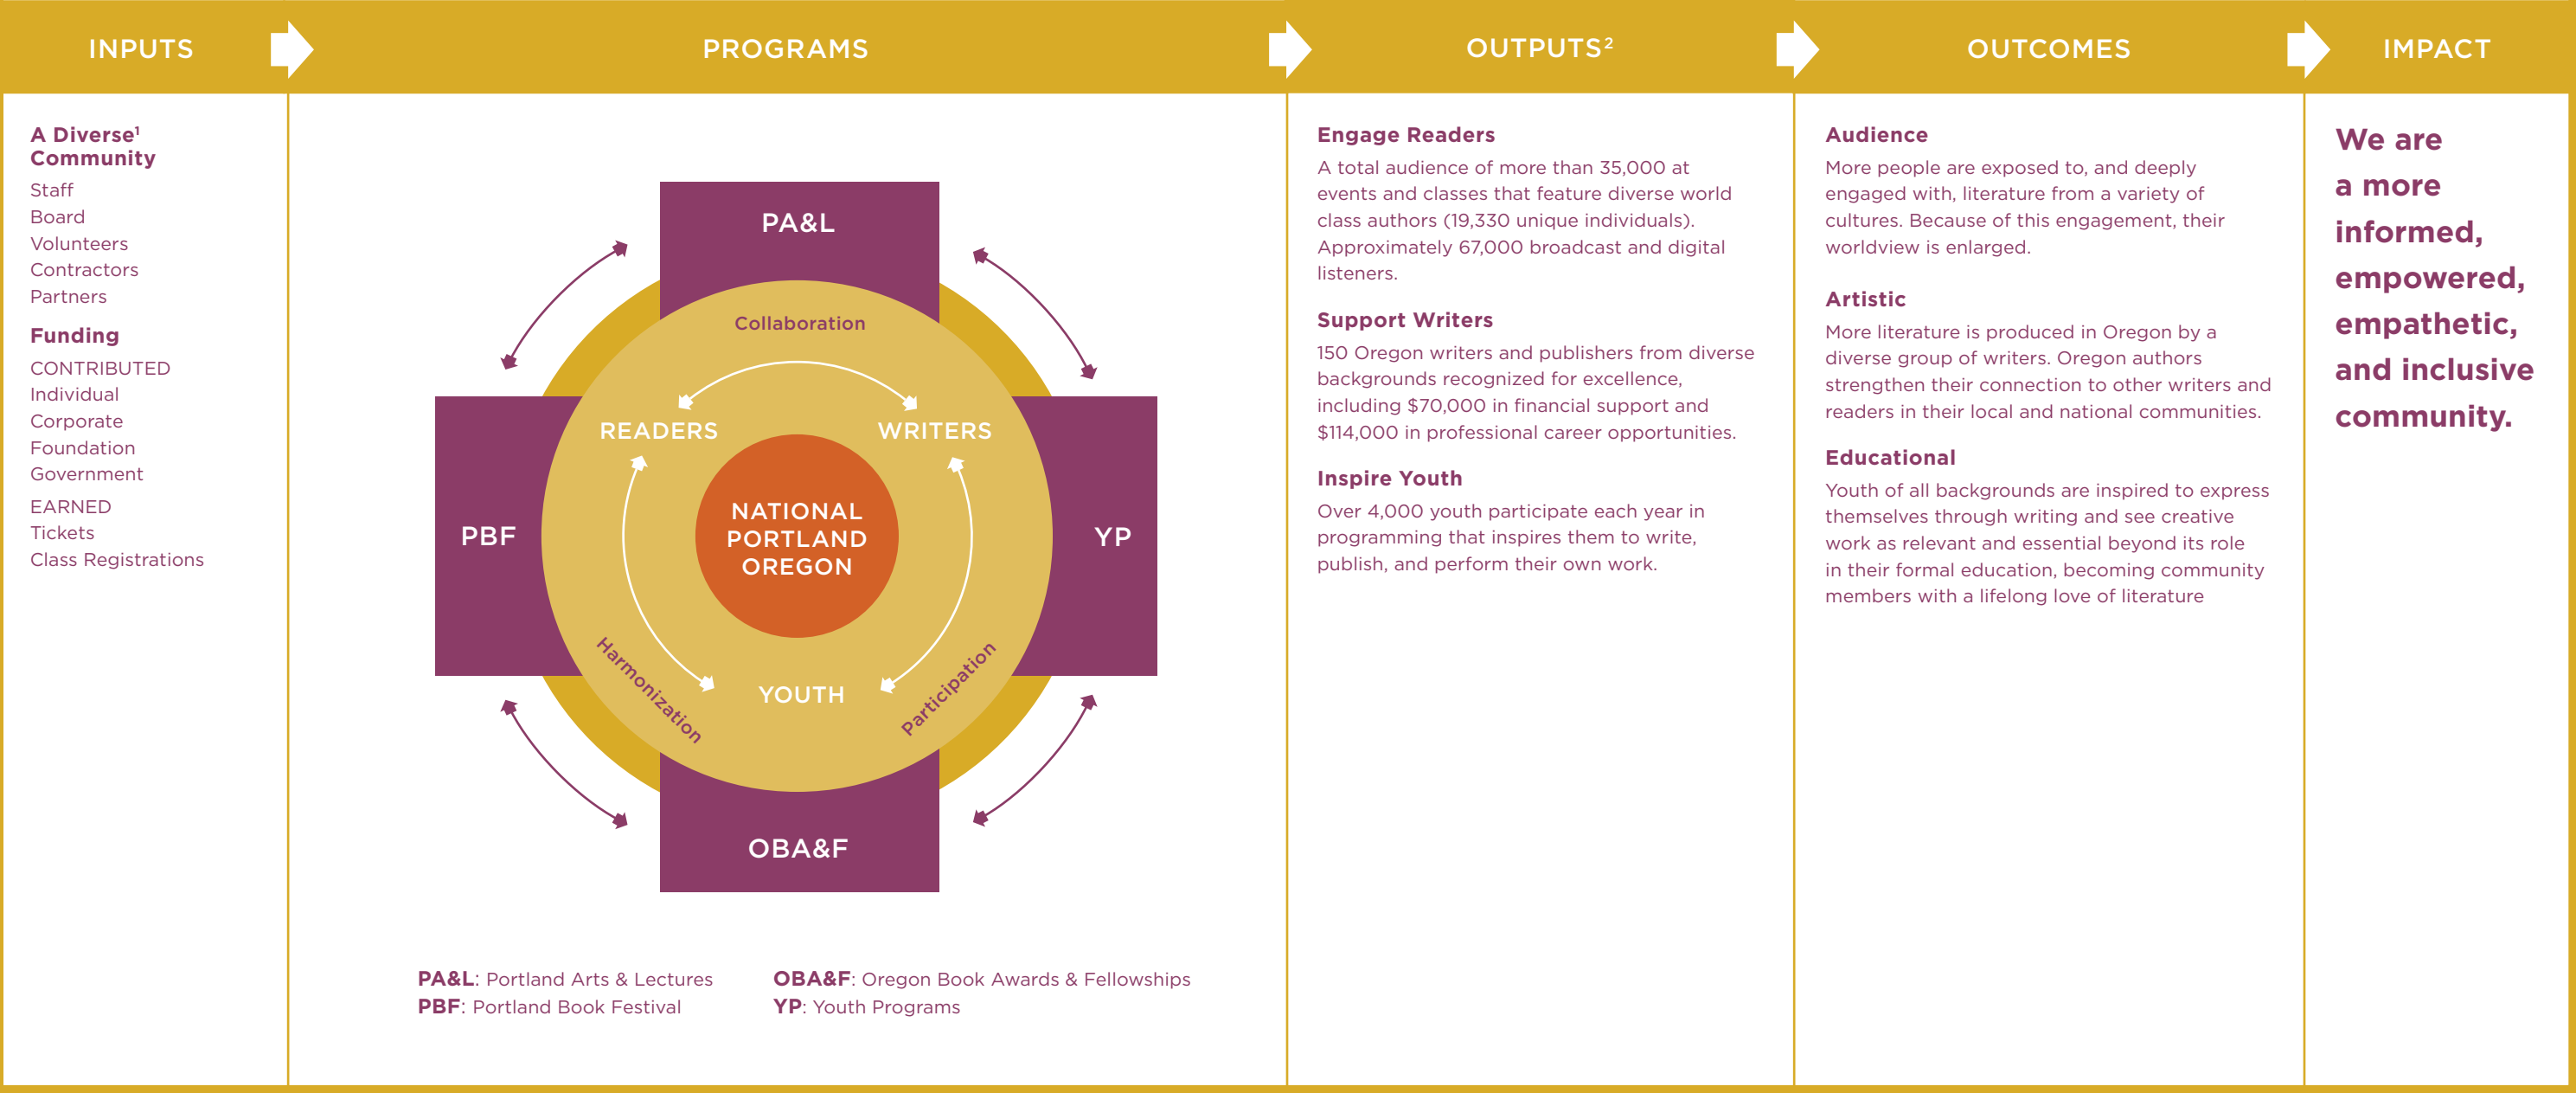 INPUTS
PROGRAMS
OUTPUTS²
OUTCOMES
IMPACT
A Diverse¹
Community
Staff
Board
Volunteers
Contractors
Partners
Funding
CONTRIBUTED
Individual
Corporate
Foundation
Government
EARNED
Tickets
Class Registrations
PA&L
Collaboration
READERS
WRITERS
NATIONAL
PORTLAND
OREGON
PBF
YP
Harmonization
YOUTH
Participation
OBA&F
PA&L: Portland Arts & Lectures
PBF: Portland Book Festival
OBA&F: Oregon Book Awards & Fellowships
YP: Youth Programs
Engage Readers
A total audience of more than 35,000 at
events and classes that feature diverse world
class authors (19,330 unique individuals).
Approximately 67,000 broadcast and digital
listeners.
Support Writers
150 Oregon writers and publishers from diverse
backgrounds recognized for excellence,
including $70,000 in financial support and
$114,000 in professional career opportunities.
Inspire Youth
Over 4,000 youth participate each year in
programming that inspires them to write,
publish, and perform their own work.
Audience
More people are exposed to, and deeply
engaged with, literature from a variety of
cultures. Because of this engagement, their
worldview is enlarged.
Artistic
More literature is produced in Oregon by a
diverse group of writers. Oregon authors
strengthen their connection to other writers and
readers in their local and national communities.
Educational
Youth of all backgrounds are inspired to express
themselves through writing and see creative
work as relevant and essential beyond its role
in their formal education, becoming community
members with a lifelong love of literature
We are
a more
informed,
empowered,
empathetic,
and inclusive
community.